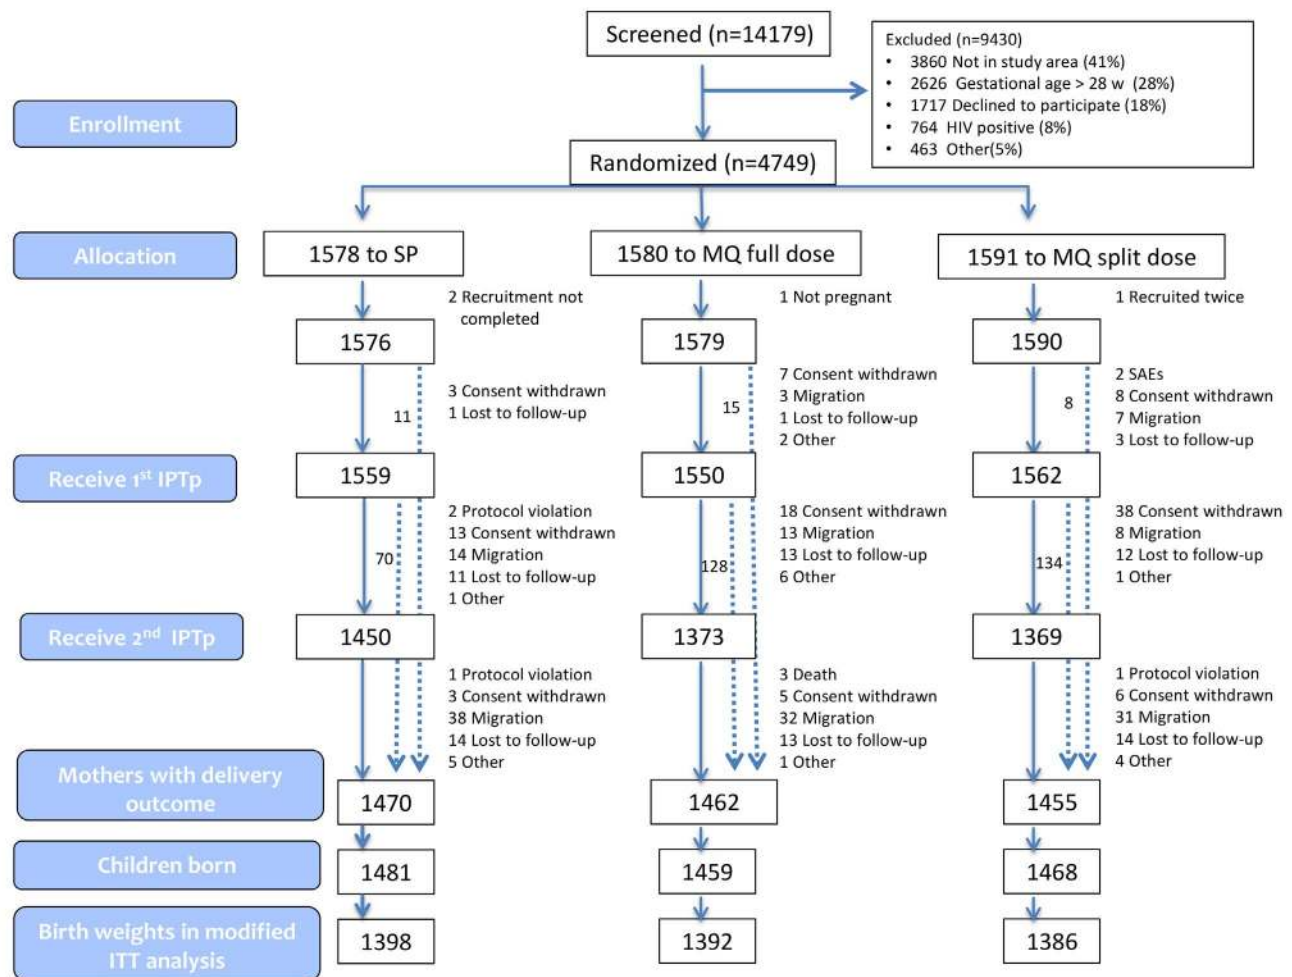 Screened (n=14179)
Excluded (n=9430)
• 3860 Not in study area (41%)
• 2626 Gestational age > 28 w (28%)
• 1717 Declined to participate (18%)
• 764 HIV positive (8%)
• 463 Other(5%)
Enrollment
Randomized (n=4749)
Allocation
1578 to SP
1580 to MQ full dose
1591 to MQ split dose
2 Recruitment not
completed
1 Not pregnant
1 Recruited twice
1576
1579
1590
3 Consent withdrawn
1 Lost to follow-up
11
7 Consent withdrawn
3 Migration
1 Lost to follow-up
2 Other
15
2 SAEs
8 Consent withdrawn
7 Migration
3 Lost to follow-up
8
Receive 1st IPTp
1559
1550
1562
2 Protocol violation
13 Consent withdrawn
14 Migration
11 Lost to follow-up
1 Other
70
18 Consent withdrawn
13 Migration
13 Lost to follow-up
6 Other
128
38 Consent withdrawn
8 Migration
12 Lost to follow-up
1 Other
134
Receive 2nd IPTp
1450
1373
1369
1 Protocol violation
3 Consent withdrawn
38 Migration
14 Lost to follow-up
5 Other
3 Death
5 Consent withdrawn
32 Migration
13 Lost to follow-up
1 Other
1 Protocol violation
6 Consent withdrawn
31 Migration
14 Lost to follow-up
4 Other
Mothers with delivery
outcome
1470
1462
1455
Children born
1481
1459
1468
Birth weights in modified
ITT analysis
1398
1392
1386